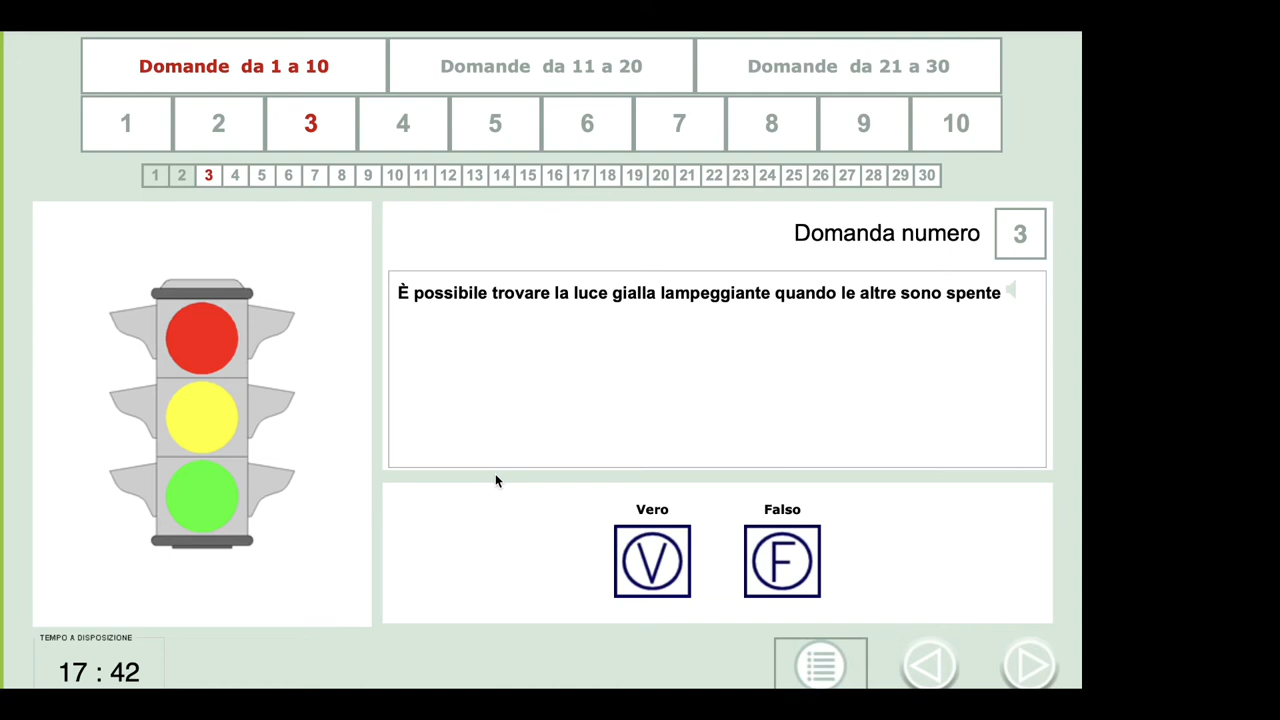 Domande da 1 a 10 Domande da 11 a 20 Domande da 21 a 30
1 2 3 4 5 6 7 8 9 10
1 2 3 4 5 6 7 8 9 10 11 12 13 14 15 16 17 18 19 20 21 22 23 24 25 26 27 28 29 30
Domanda numero 3
È possibile trovare la luce gialla lampeggiante quando le altre sono spente
Vero Falso
V F
TEMPO A DISPOSIZIONE
17 : 42